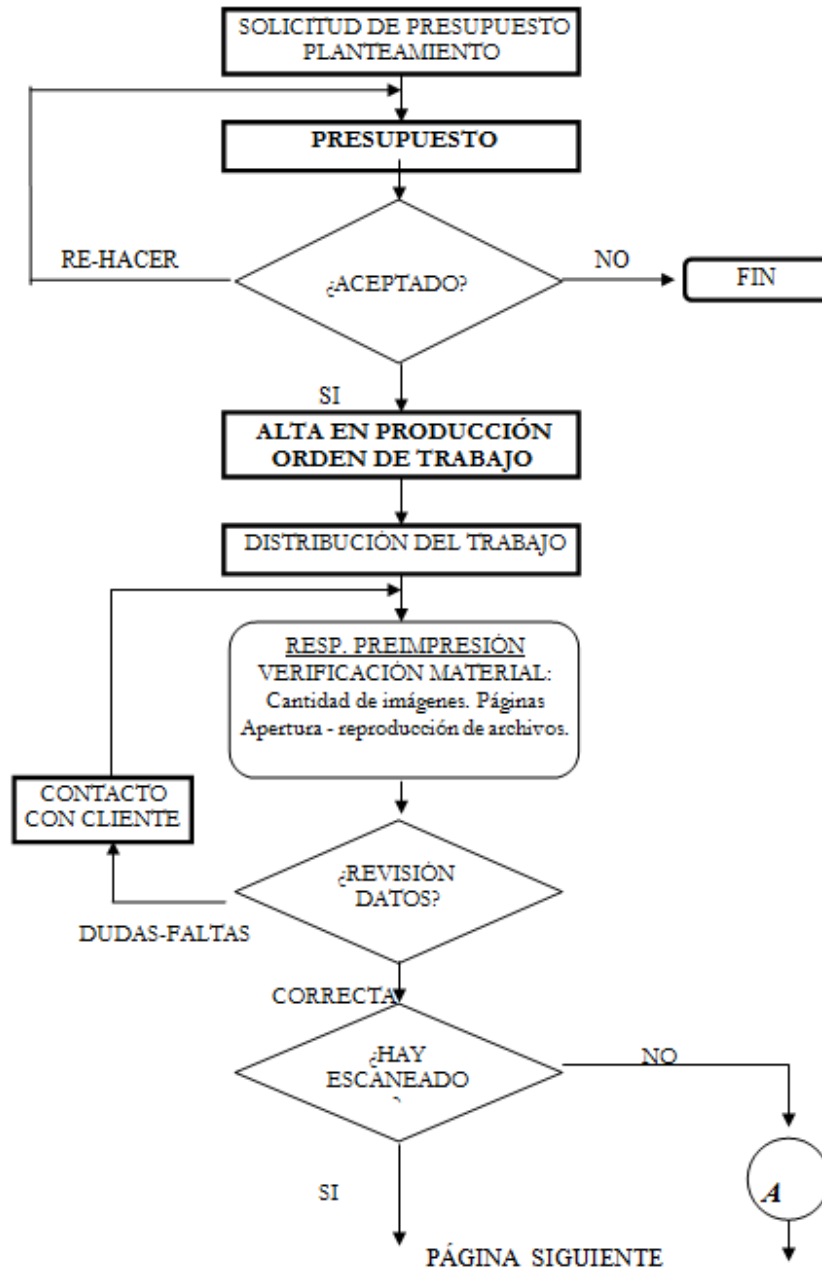 SOLICITUD DE PRESUPUESTO
PLANTEAMIENTO
PRESUPUESTO
RE-HACER
¿ACEPTADO?
NO
FIN
SI
ALTA EN PRODUCCIÓN
ORDEN DE TRABAJO
DISTRIBUCIÓN DEL TRABAJO
RESP. PREIMPRESIÓN
VERIFICACIÓN MATERIAL:
Cantidad de imágenes. Páginas
Apertura - reproducción de archivos.
CONTACTO
CON CLIENTE
¿REVISIÓN
DATOS?
DUDAS-FALTAS
CORRECTA
¿HAY
ESCANEADO
?
NO
A
SI
PÁGINA SIGUIENTE